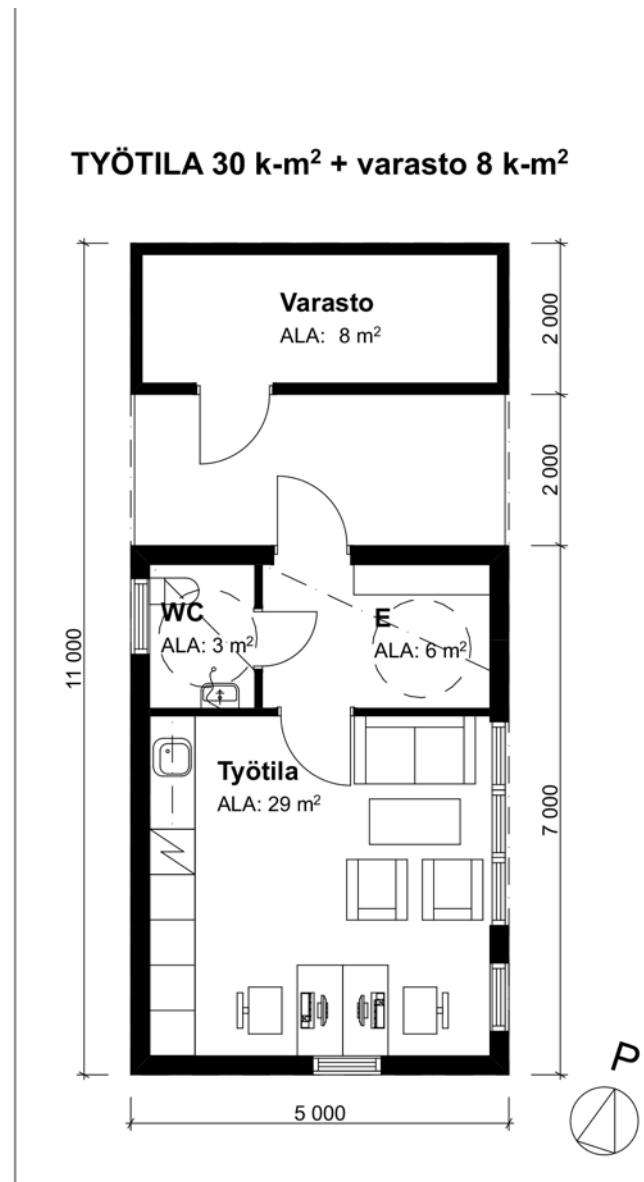 TYÖTILA 30 k-m² + varasto 8 k-m²
Varasto
ALA: 8 m²
2 000
2 000
WC
ALA: 3 m²
E
ALA: 6 m²
11 000
Työtila
ALA: 29 m²
7 000
5 000
P